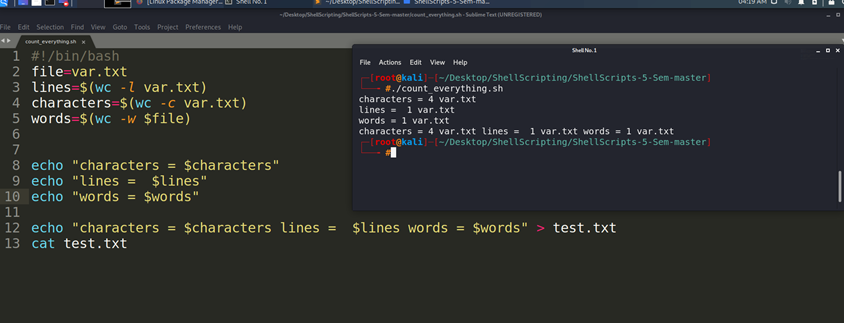 [Linux Package Manager... Shell No.1 ~/Desktop/ShellScriptin... ShellScripts-5-Sem-ma... 04:19 AM
~/Desktop/ShellScripting/ShellScripts-5-Sem-master/count_everything.sh - Sublime Text (UNREGISTERED)
File Edit Selection Find View Goto Tools Project Preferences Help
count_everything.sh ×
1 #!/bin/bash
2 file=var.txt
3 lines=$(wc -l var.txt)
4 characters=$(wc -c var.txt)
5 words=$(wc -w $file)
6
7
8 echo "characters = $characters"
9 echo "lines =  $lines"
10 echo "words = $words"
11
12 echo "characters = $characters lines =  $lines words = $words" > test.txt
13 cat test.txt
Shell No.1
File Actions Edit View Help
[root@kali]-[~/Desktop/ShellScripting/ShellScripts-5-Sem-master]
#./count_everything.sh
characters = 4 var.txt
lines =  1 var.txt
words = 1 var.txt
characters = 4 var.txt lines =  1 var.txt words = 1 var.txt
[root@kali]-[~/Desktop/ShellScripting/ShellScripts-5-Sem-master]
#